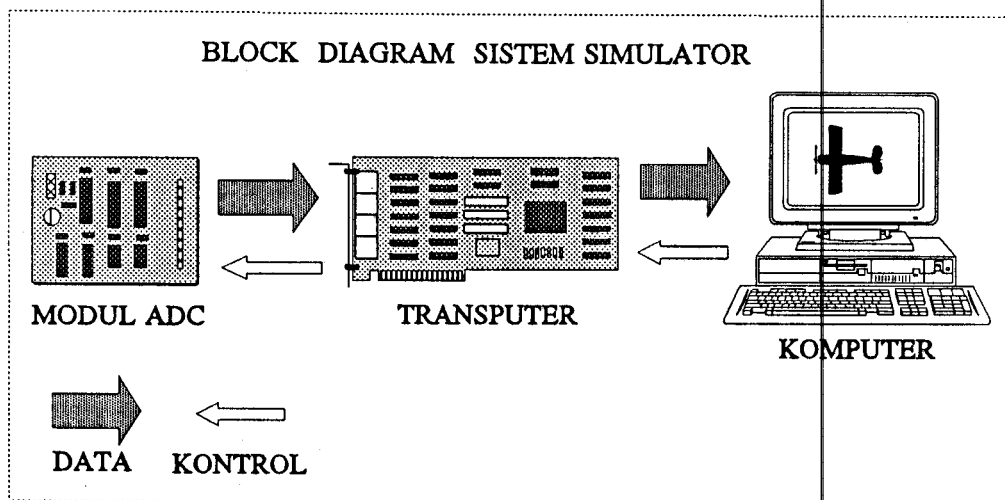 BLOCK DIAGRAM SISTEM SIMULATOR
MODUL ADC
TRANSPUTER
KOMPUTER
DATA
KONTROL